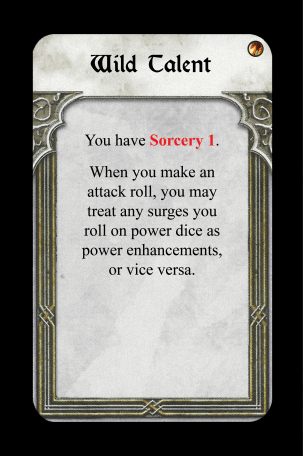 Wild Talent
You have Sorcery 1.
When you make an
attack roll, you may
treat any surges you
roll on power dice as
power enhancements,
or vice versa.